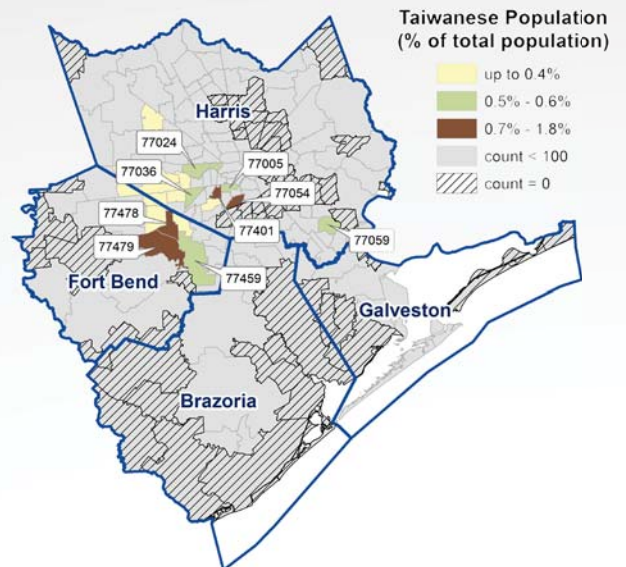 Taiwanese Population
(% of total population)
up to 0.4%
0.5% - 0.6%
0.7% - 1.8%
count < 100
count = 0
Harris
77024
77005
77036
77054
77478
77401
77059
77479
77459
Fort Bend
Galveston
Brazoria